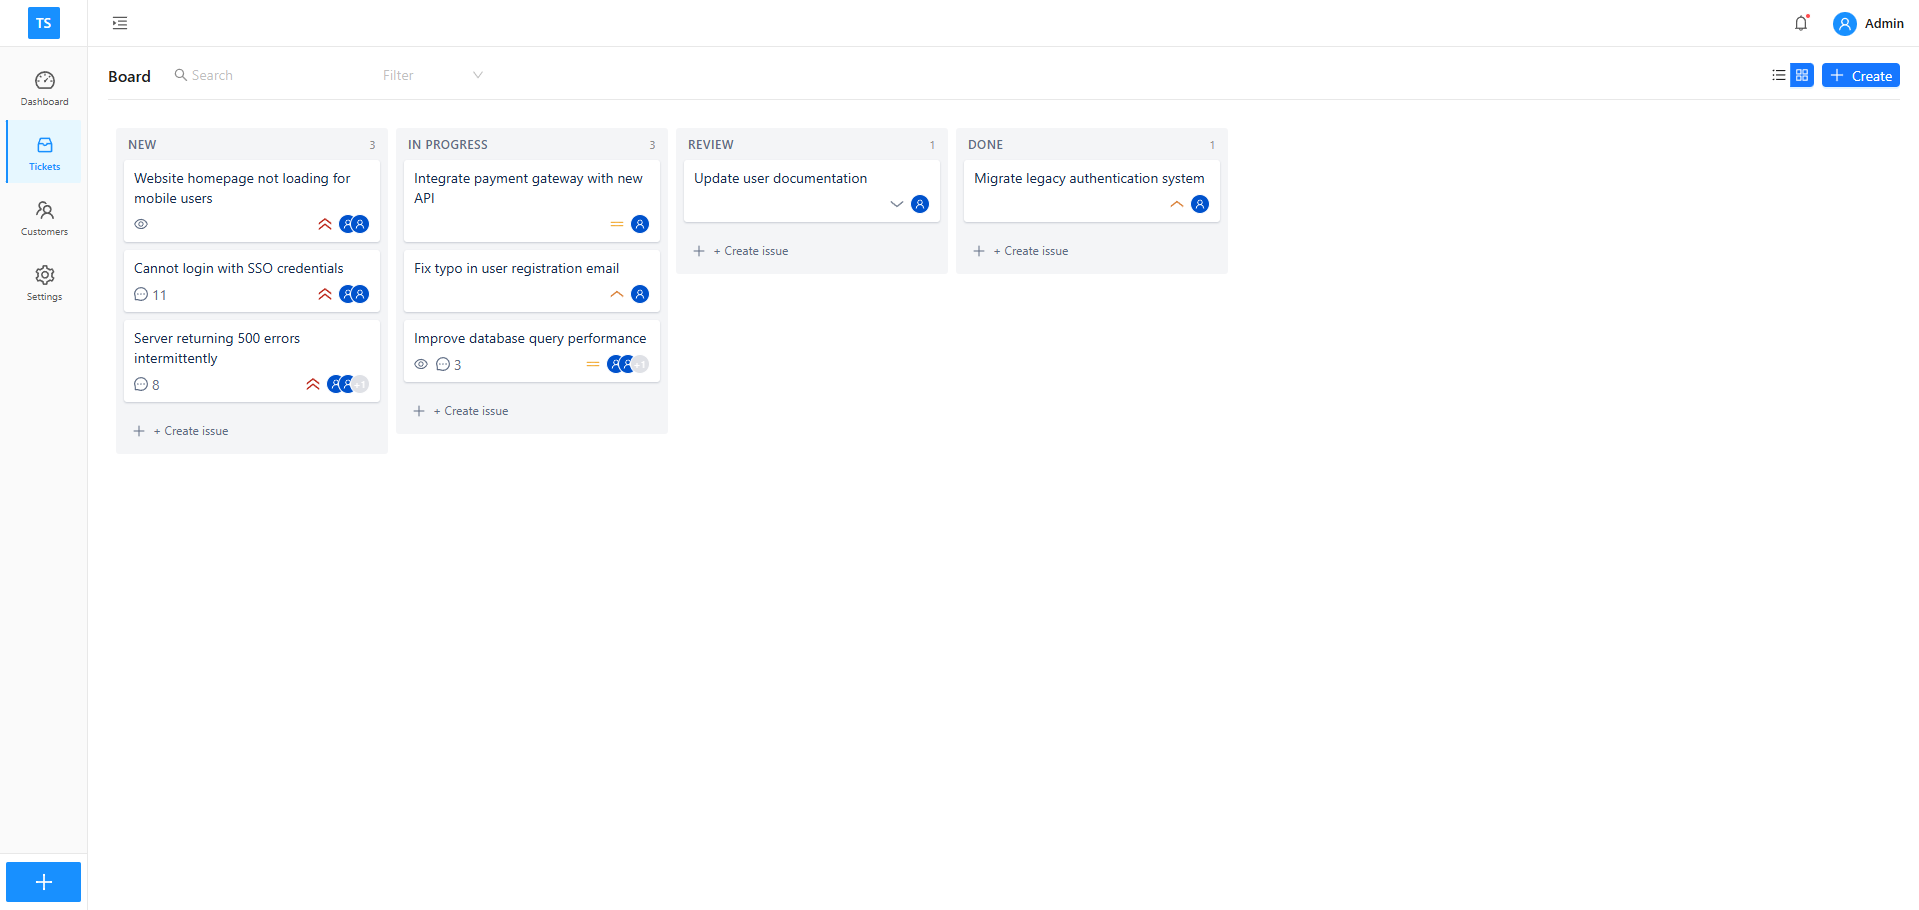 TS
Admin
Dashboard
Tickets
Customers
Settings
Board
Search
Filter
Create
NEW 3
Website homepage not loading for
mobile users
Cannot login with SSO credentials
11
Server returning 500 errors
intermittently
8
+1
+ Create issue
IN PROGRESS 3
Integrate payment gateway with new
API
Fix typo in user registration email
Improve database query performance
3
+1
+ Create issue
REVIEW 1
Update user documentation
+ Create issue
DONE 1
Migrate legacy authentication system
+ Create issue